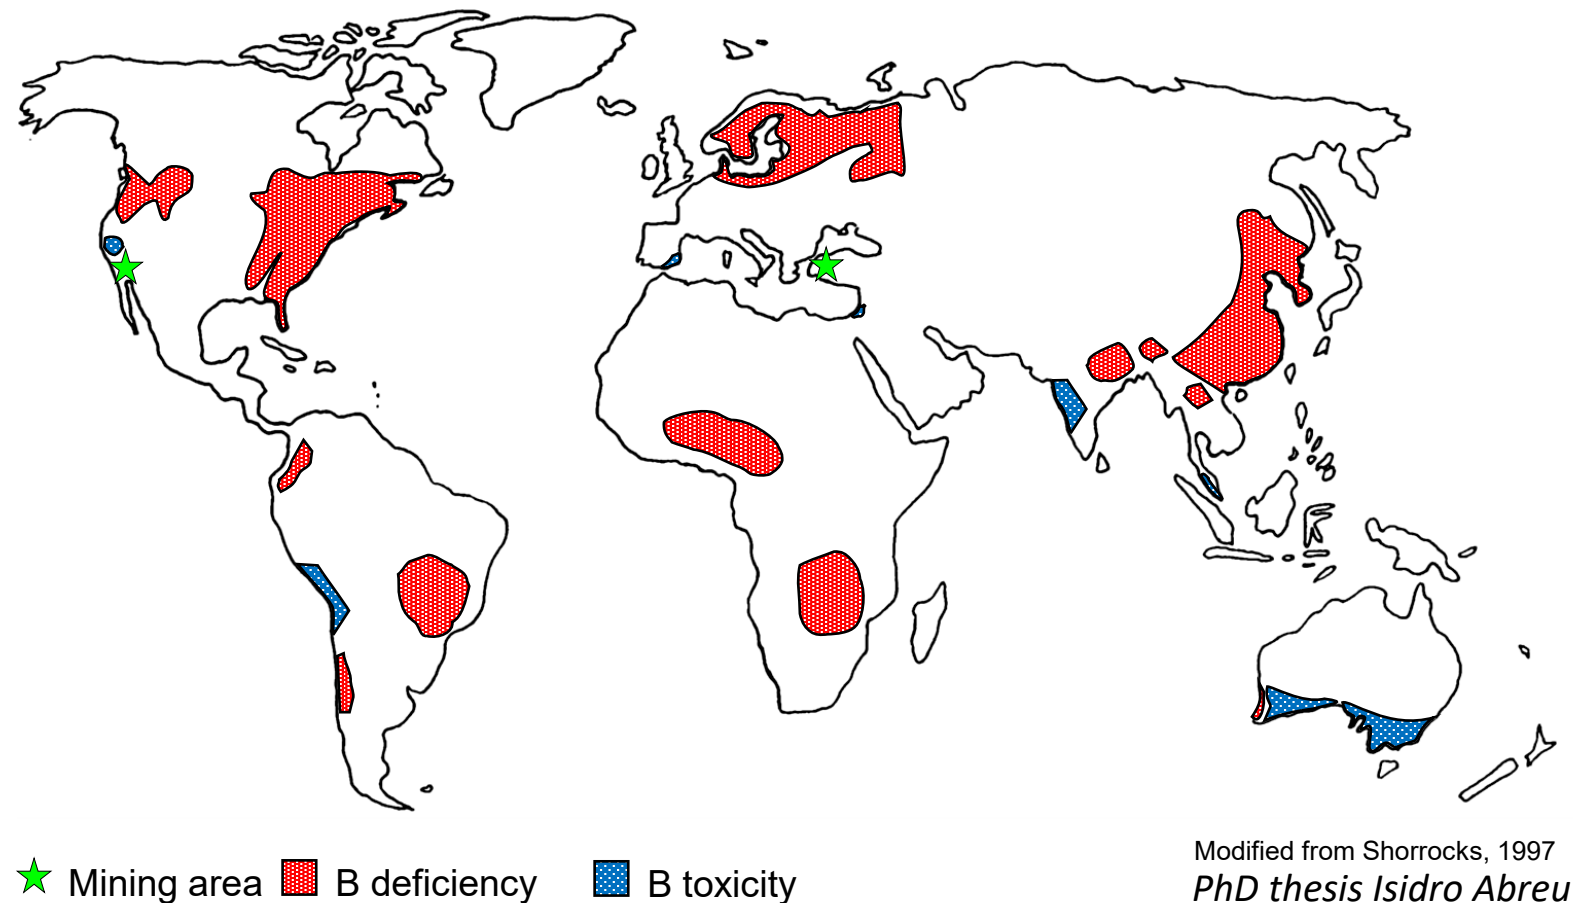 Mining area
B deficiency
B toxicity
Modified from Shorrocks, 1997
PhD thesis Isidro Abreu